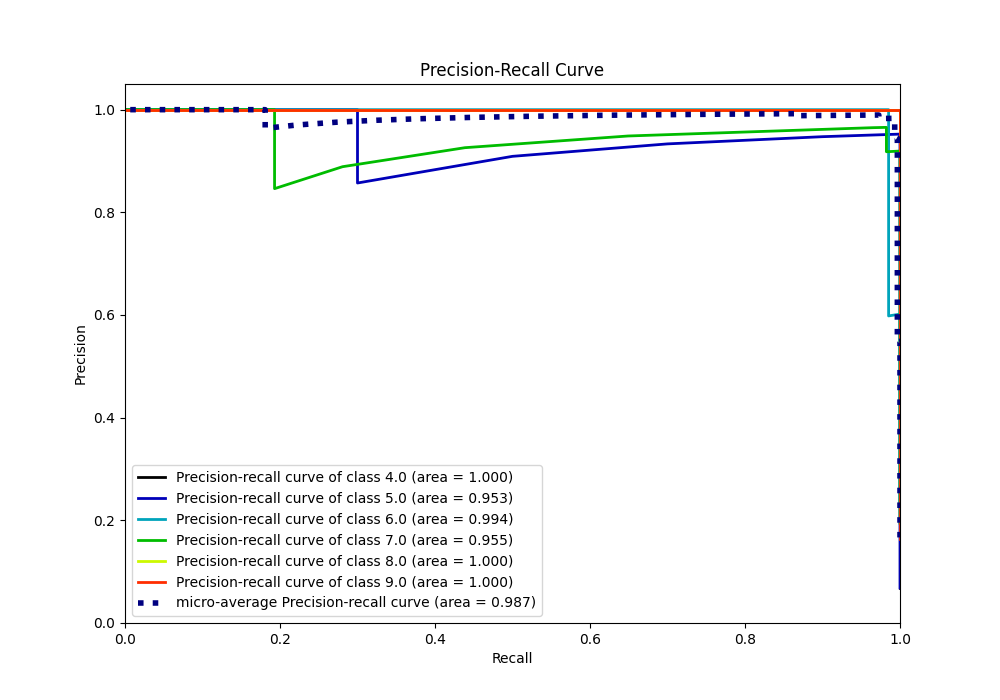 Precision-Recall Curve
1.0
0.8
0.6
0.4
0.2
0.0
Precision
Precision-recall curve of class 4.0 (area = 1.000)
Precision-recall curve of class 5.0 (area = 0.953)
Precision-recall curve of class 6.0 (area = 0.994)
Precision-recall curve of class 7.0 (area = 0.955)
Precision-recall curve of class 8.0 (area = 1.000)
Precision-recall curve of class 9.0 (area = 1.000)
micro-average Precision-recall curve (area = 0.987)
0.0 0.2 0.4 0.6 0.8 1.0
Recall